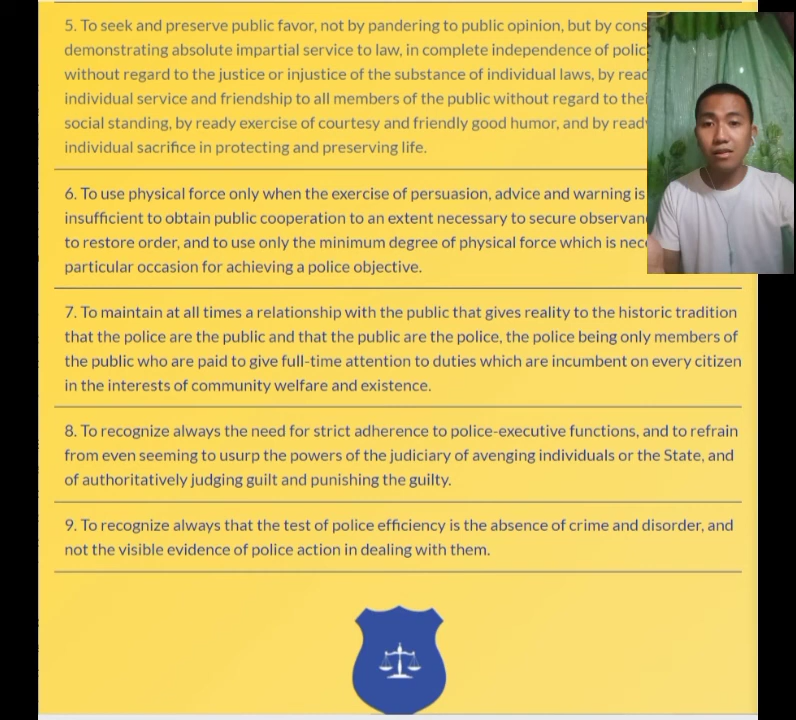 5. To seek and preserve public favor, not by pandering to public opinion, but by
demonstrating absolute impartial service to law, in complete independence of
without regard to the justice or injustice of the substance of individual laws, by
individual service and friendship to all members of the public without regard to
social standing, by ready exercise of courtesy and friendly good humor, and by
individual sacrifice in protecting and preserving life.
6. To use physical force only when the exercise of persuasion, advice and warning is
insufficient to obtain public cooperation to an extent necessary to secure
to restore order, and to use only the minimum degree of physical force which is
particular occasion for achieving a police objective.
7. To maintain at all times a relationship with the public that gives reality to the historic tradition
that the police are the public and that the public are the police, the police being only members of
the public who are paid to give full-time attention to duties which are incumbent on every citizen
in the interests of community welfare and existence.
8. To recognize always the need for strict adherence to police-executive functions, and to refrain
from even seeming to usurp the powers of the judiciary of avenging individuals or the State, and
of authoritatively judging guilt and punishing the guilty.
9. To recognize always that the test of police efficiency is the absence of crime and disorder, and
not the visible evidence of police action in dealing with them.